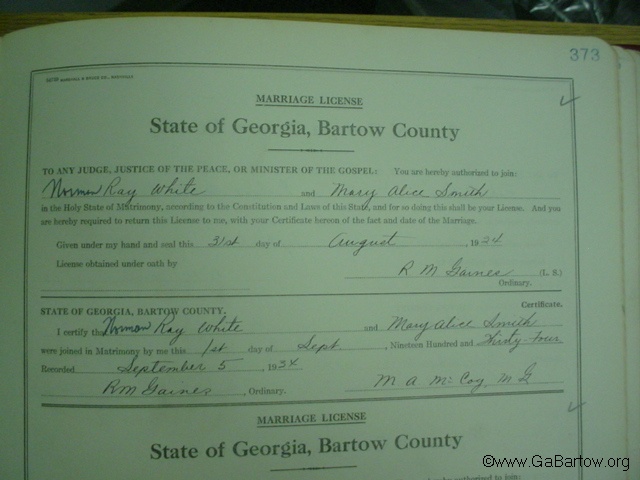 373
MARRIAGE LICENSE
State of Georgia, Bartow County
TO ANY JUDGE, JUSTICE OF THE PEACE, OR MINISTER OF THE GOSPEL: You are hereby authorized to join:
Norman Ray White and Mary Alice Smith
in the Holy State of Matrimony, according to the Constitution and Laws of this State, and for so doing this shall be your License. And you
are hereby required to return this License to me, with your Certificate hereon of the fact and date of the Marriage.
Given under my hand and seal this 31st day of August, 1934
License obtained under oath by R M Gaines (L. S.)
Ordinary.
STATE OF GEORGIA, BARTOW COUNTY. Certificate.
I certify that Norman Ray White and Mary Alice Smith
were joined in Matrimony by me this 1st day of Sept., Nineteen Hundred and Thirty-four
Recorded September 5, 1934
RM Gaines, Ordinary. M A McCoy, M G
MARRIAGE LICENSE
State of Georgia, Bartow County
©www.GaBartow.org